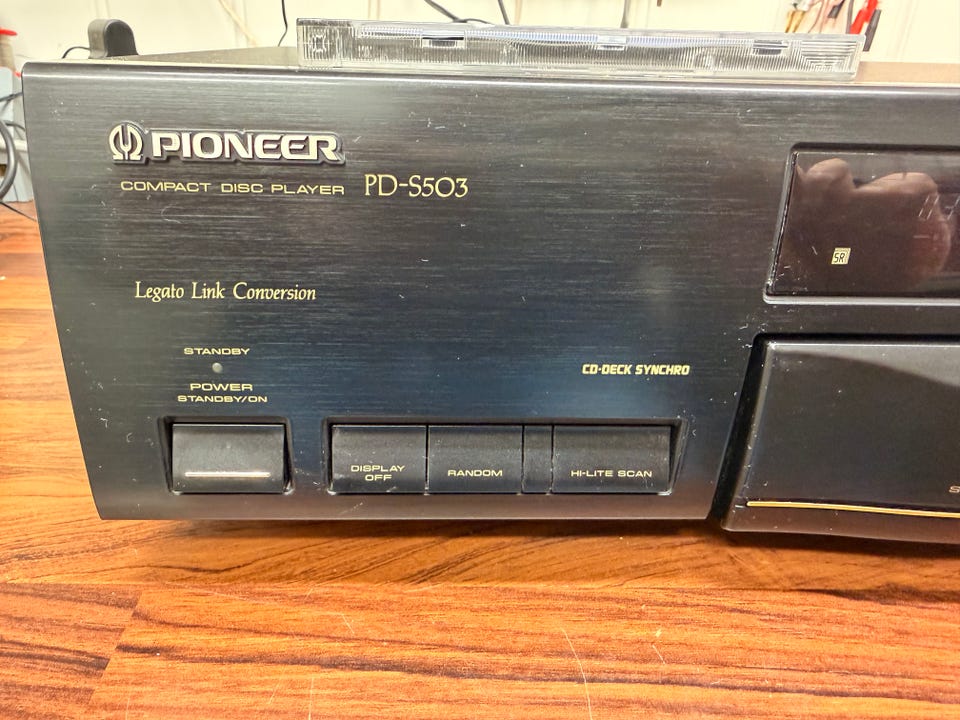 PIONEER
COMPACT DISC PLAYER PD-S503
SR
Legato Link Conversion
STANDBY
CD·DECK SYNCHRO
POWER
STANDBY/ON
DISPLAY
OFF
RANDOM
HI-LITE SCAN